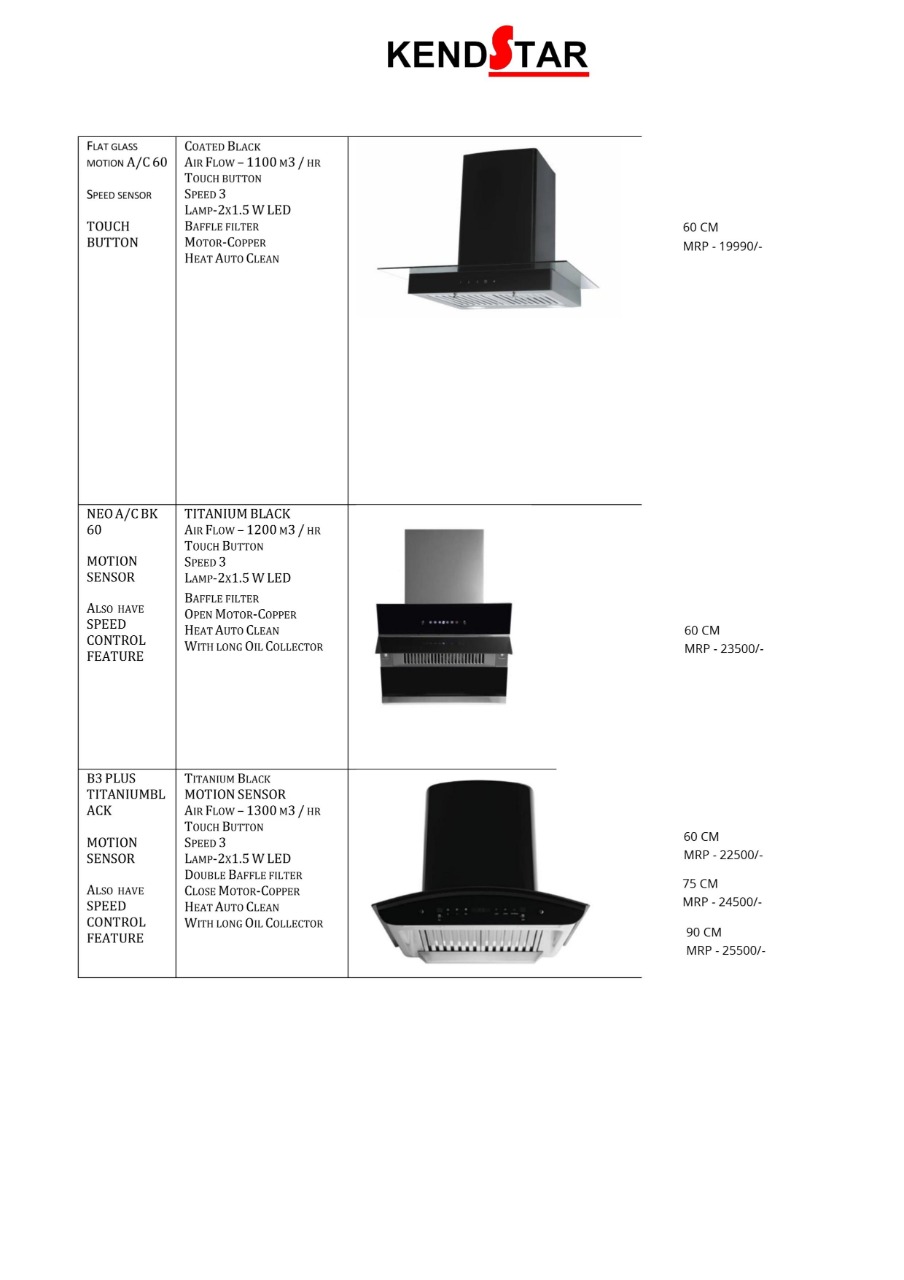 KENDSTAR
FLAT GLASS
MOTION A/C 60
SPEED SENSOR
TOUCH
BUTTON
COATED BLACK
AIR FLOW – 1100 M3 / HR
TOUCH BUTTON
SPEED 3
LAMP-2X1.5 W LED
BAFFLE FILTER
MOTOR-COPPER
HEAT AUTO CLEAN
60 CM
MRP - 19990/-
NEO A/C BK
60
MOTION
SENSOR
ALSO HAVE
SPEED
CONTROL
FEATURE
TITANIUM BLACK
AIR FLOW – 1200 M3 / HR
TOUCH BUTTON
SPEED 3
LAMP-2X1.5 W LED
BAFFLE FILTER
OPEN MOTOR-COPPER
HEAT AUTO CLEAN
WITH LONG OIL COLLECTOR
60 CM
MRP - 23500/-
B3 PLUS
TITANIUMBL
ACK
MOTION
SENSOR
ALSO HAVE
SPEED
CONTROL
FEATURE
TITANIUM BLACK
MOTION SENSOR
AIR FLOW – 1300 M3 / HR
TOUCH BUTTON
SPEED 3
LAMP-2X1.5 W LED
DOUBLE BAFFLE FILTER
CLOSE MOTOR-COPPER
HEAT AUTO CLEAN
WITH LONG OIL COLLECTOR
60 CM
MRP - 22500/-
75 CM
MRP - 24500/-
90 CM
MRP - 25500/-